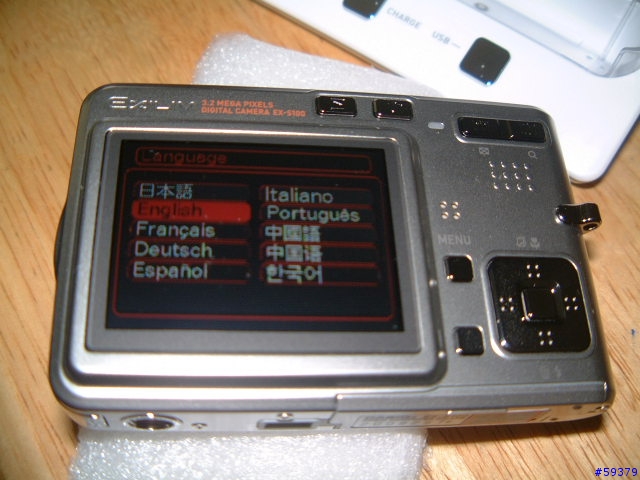 CHARGE
USB
EXILIM
3.2 MEGA PIXELS
DIGITAL CAMERA EX-S100
Language
日本語
English
Français
Deutsch
Español
Italiano
Português
中國語
中国语
한국어
MENU
#59379